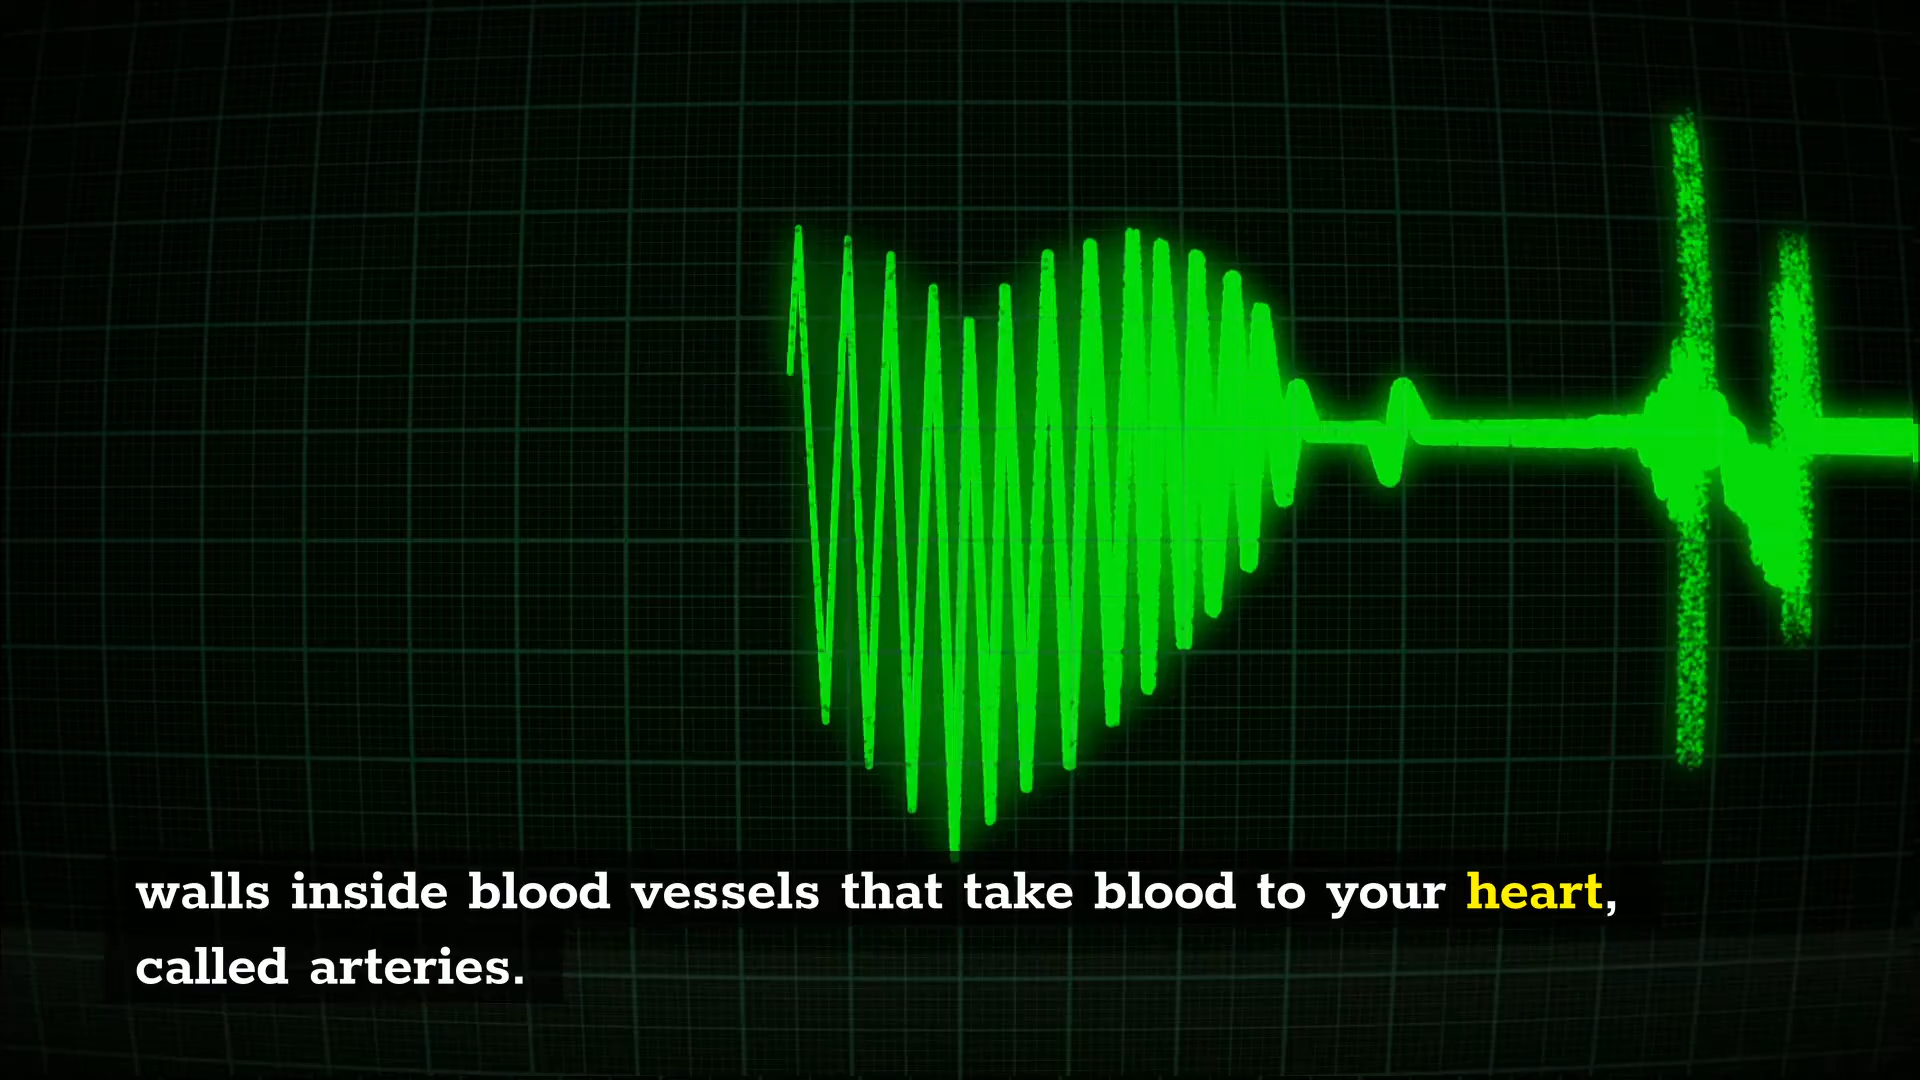 walls inside blood vessels that take blood to your heart,
called arteries.